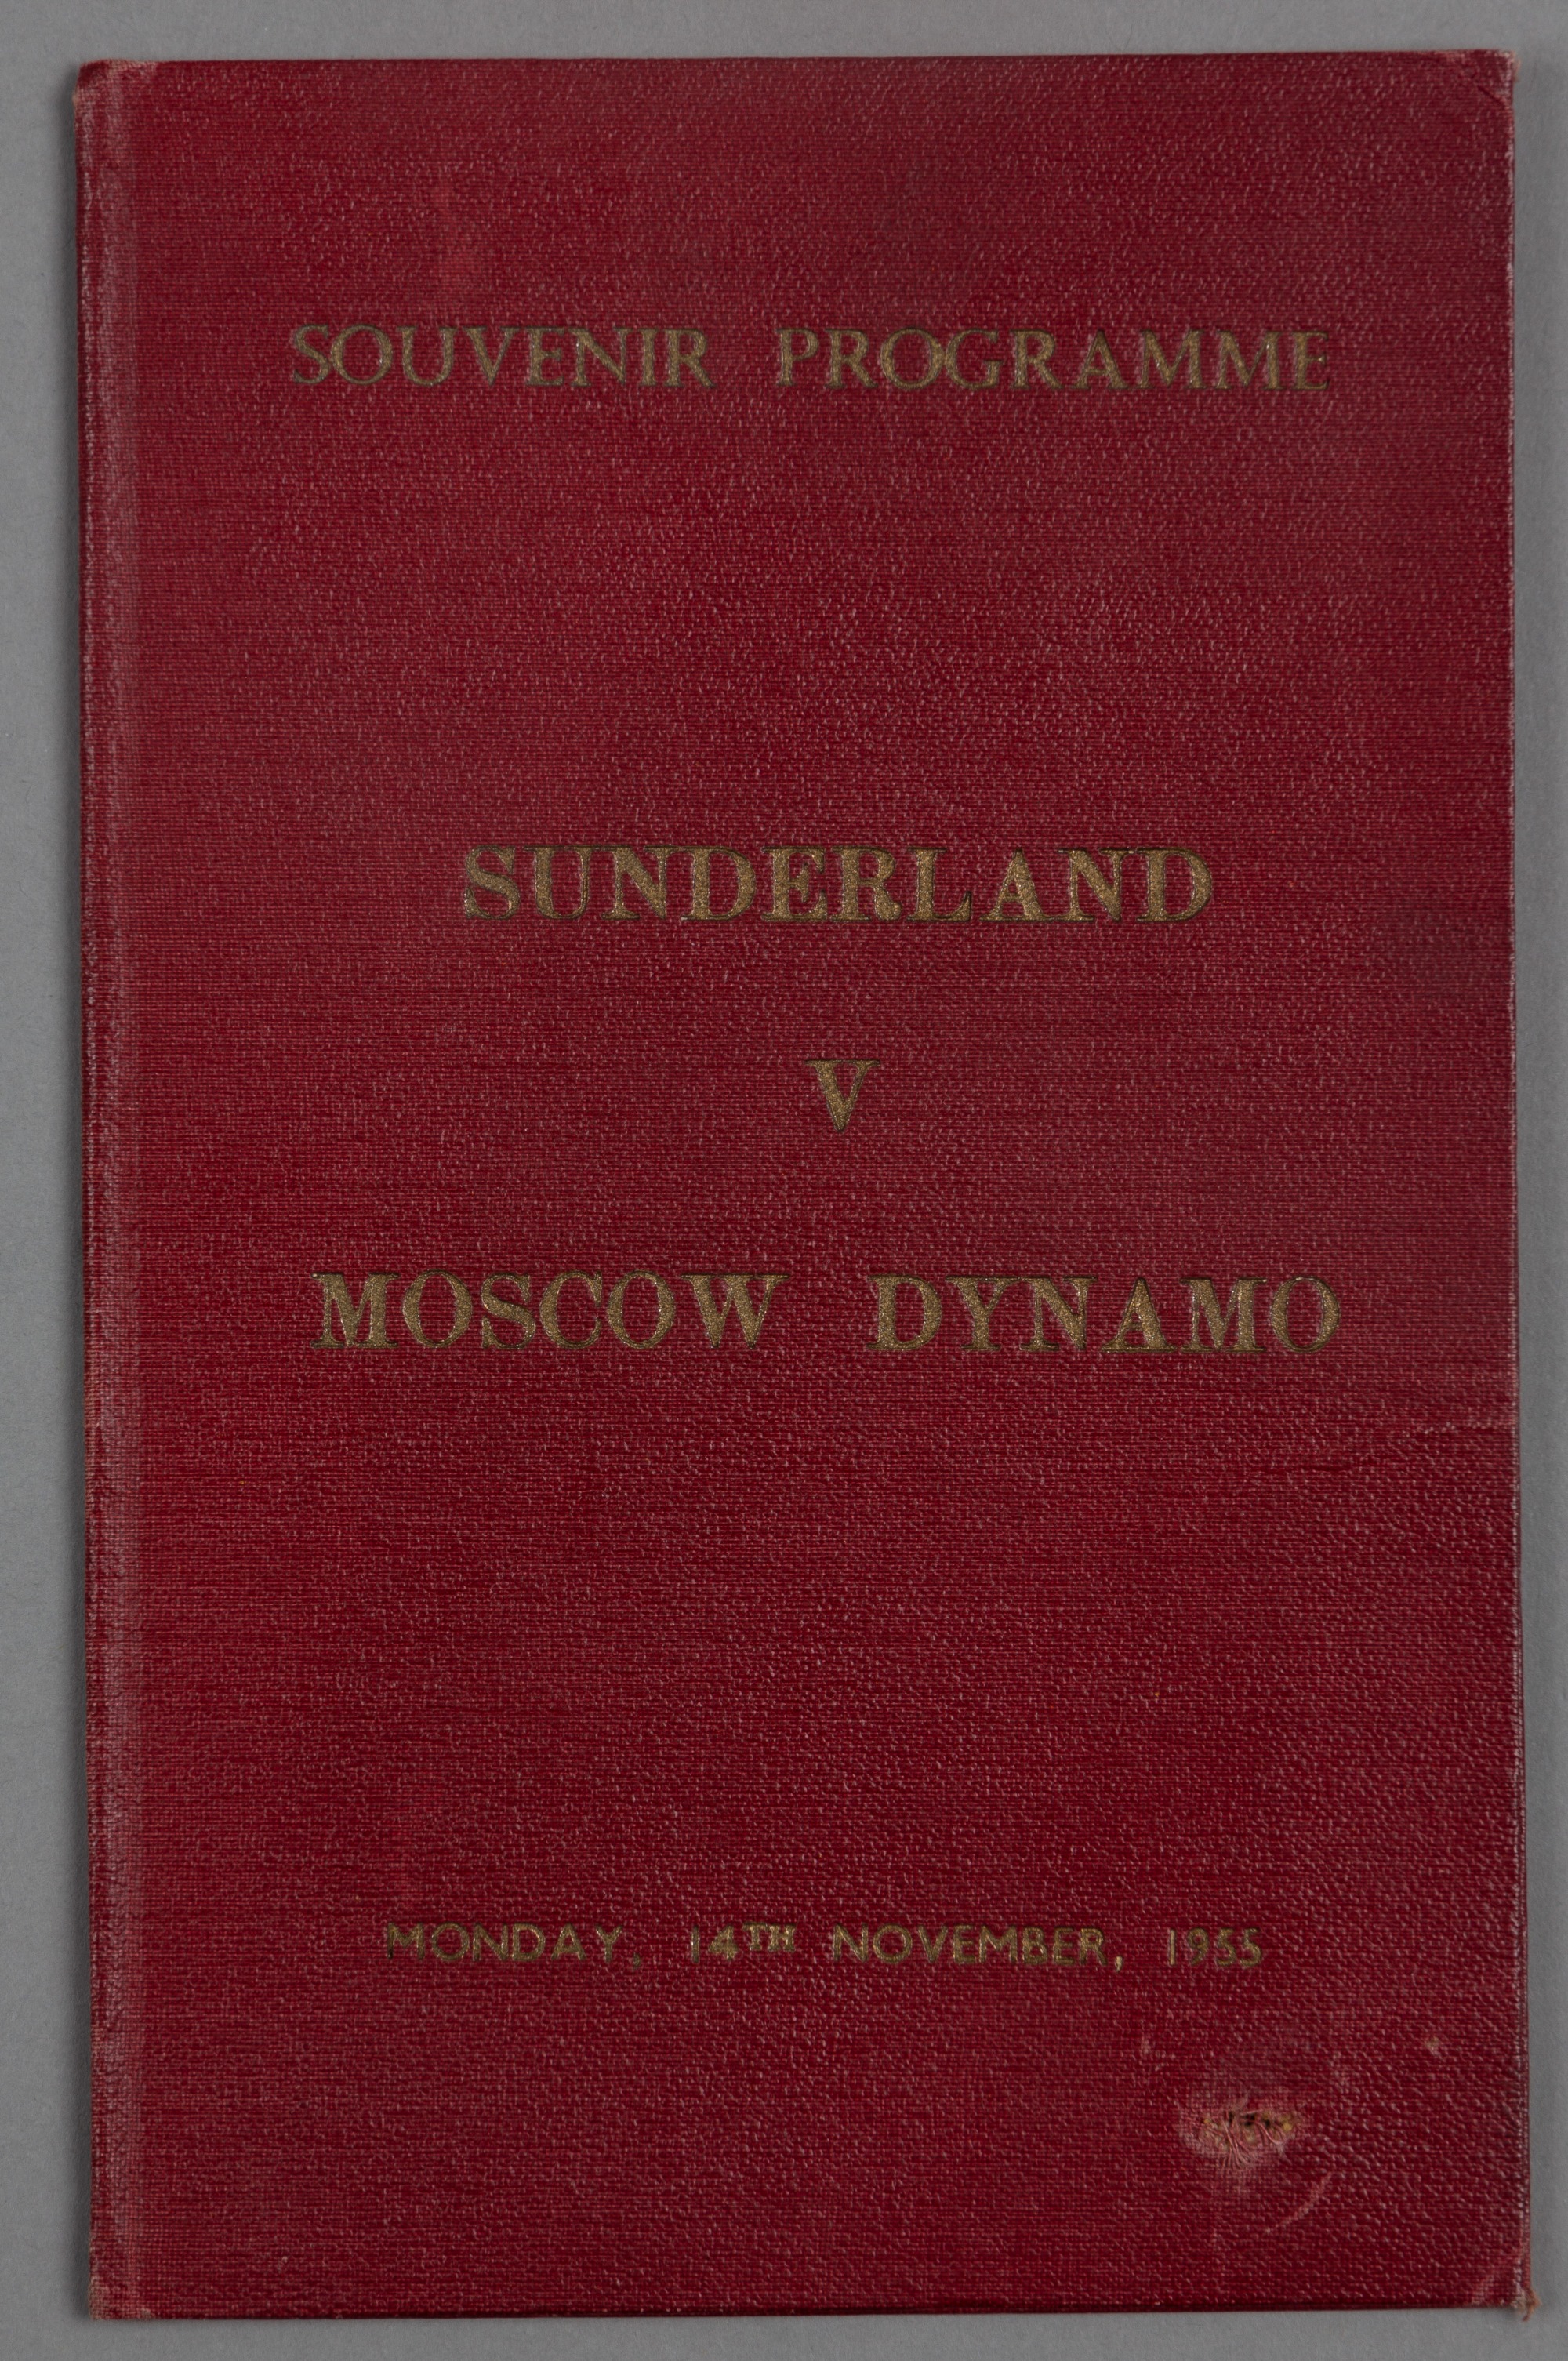 SOUVENIR PROGRAMME
SUNDERLAND
V
MOSCOW DYNAMO
MONDAY, 14TH NOVEMBER, 1955